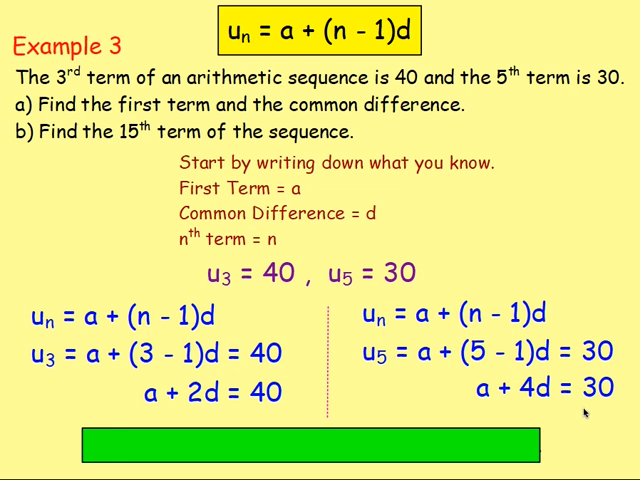 uₙ = a + (n - 1)d
Example 3
The 3ʳᵈ term of an arithmetic sequence is 40 and the 5ᵗʰ term is 30.
a) Find the first term and the common difference.
b) Find the 15ᵗʰ term of the sequence.
Start by writing down what you know.
First Term = a
Common Difference = d
nᵗʰ term = n
u₃ = 40 , u₅ = 30
uₙ = a + (n - 1)d
u₃ = a + (3 - 1)d = 40
a + 2d = 40
uₙ = a + (n - 1)d
u₅ = a + (5 - 1)d = 30
a + 4d = 30